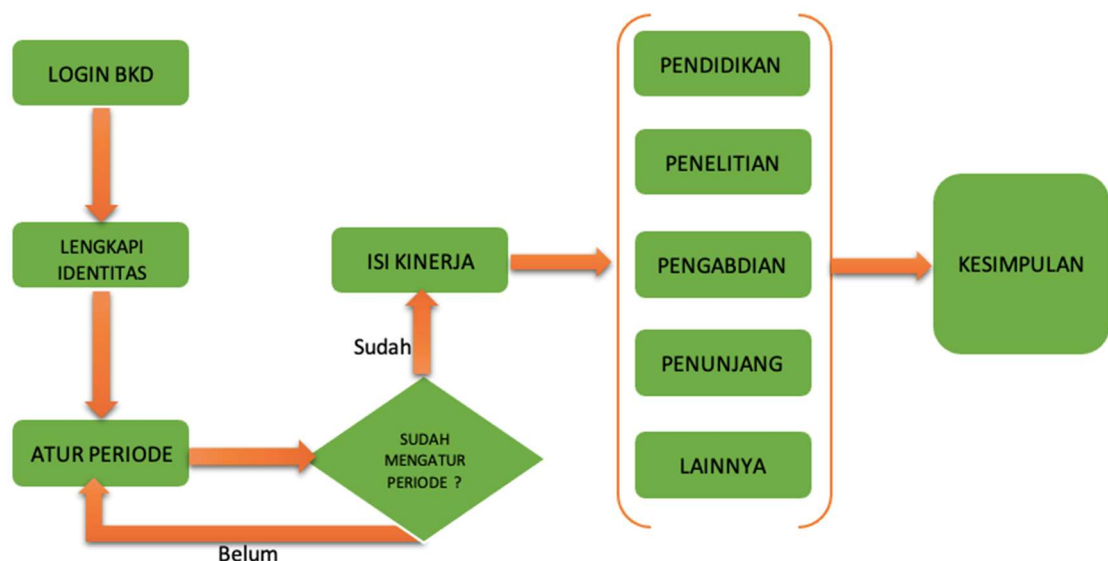 LOGIN BKD
LENGKAPI
IDENTITAS
ATUR PERIODE
SUDAH
MENGATUR
PERIODE ?
Belum
Sudah
ISI KINERJA
PENDIDIKAN
PENELITIAN
PENGABDIAN
PENUNJANG
LAINNYA
KESIMPULAN